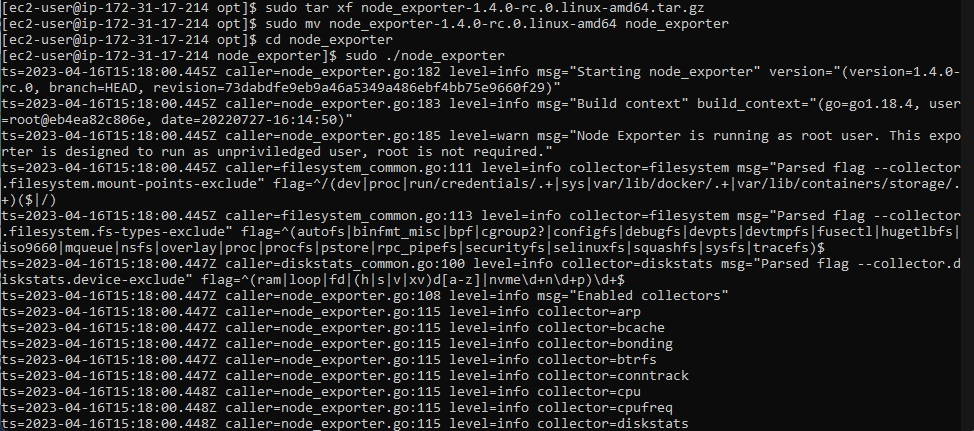 [ec2-user@ip-172-31-17-214 opt]$ sudo tar xf node_exporter-1.4.0-rc.0.linux-amd64.tar.gz
[ec2-user@ip-172-31-17-214 opt]$ sudo mv node_exporter-1.4.0-rc.0.linux-amd64 node_exporter
[ec2-user@ip-172-31-17-214 opt]$ cd node_exporter
[ec2-user@ip-172-31-17-214 node_exporter]$ sudo ./node_exporter
ts=2023-04-16T15:18:00.445Z caller=node_exporter.go:182 level=info msg="Starting node_exporter" version="(version=1.4.0-
rc.0, branch=HEAD, revision=73dabdfe9eb9a46a5349a486ebf4bb75e9660f29)"
ts=2023-04-16T15:18:00.445Z caller=node_exporter.go:183 level=info msg="Build context" build_context="(go=go1.18.4, user
=root@eb4ea82c806e, date=20220727-16:14:50)"
ts=2023-04-16T15:18:00.445Z caller=node_exporter.go:185 level=warn msg="Node Exporter is running as root user. This expo
rter is designed to run as unpriviledged user, root is not required."
ts=2023-04-16T15:18:00.445Z caller=filesystem_common.go:111 level=info collector=filesystem msg="Parsed flag --collector
.filesystem.mount-points-exclude" flag=^/(dev|proc|run/credentials/.+|sys|var/lib/docker/.+|var/lib/containers/storage/.
+)($|/)
ts=2023-04-16T15:18:00.445Z caller=filesystem_common.go:113 level=info collector=filesystem msg="Parsed flag --collector
.filesystem.fs-types-exclude" flag=^(autofs|binfmt_misc|bpf|cgroup2?|configfs|debugfs|devpts|devtmpfs|fusectl|hugetlbfs|
iso9660|mqueue|nsfs|overlay|proc|procfs|pstore|rpc_pipefs|securityfs|selinuxfs|squashfs|sysfs|tracefs)$
ts=2023-04-16T15:18:00.447Z caller=diskstats_common.go:100 level=info collector=diskstats msg="Parsed flag --collector.d
iskstats.device-exclude" flag=^(ram|loop|fd|(h|s|v|xv)d[a-z]|nvme\d+n\d+p)\d+$
ts=2023-04-16T15:18:00.447Z caller=node_exporter.go:108 level=info msg="Enabled collectors"
ts=2023-04-16T15:18:00.447Z caller=node_exporter.go:115 level=info collector=arp
ts=2023-04-16T15:18:00.447Z caller=node_exporter.go:115 level=info collector=bcache
ts=2023-04-16T15:18:00.447Z caller=node_exporter.go:115 level=info collector=bonding
ts=2023-04-16T15:18:00.447Z caller=node_exporter.go:115 level=info collector=btrfs
ts=2023-04-16T15:18:00.447Z caller=node_exporter.go:115 level=info collector=conntrack
ts=2023-04-16T15:18:00.448Z caller=node_exporter.go:115 level=info collector=cpu
ts=2023-04-16T15:18:00.448Z caller=node_exporter.go:115 level=info collector=cpufreq
ts=2023-04-16T15:18:00.448Z caller=node_exporter.go:115 level=info collector=diskstats